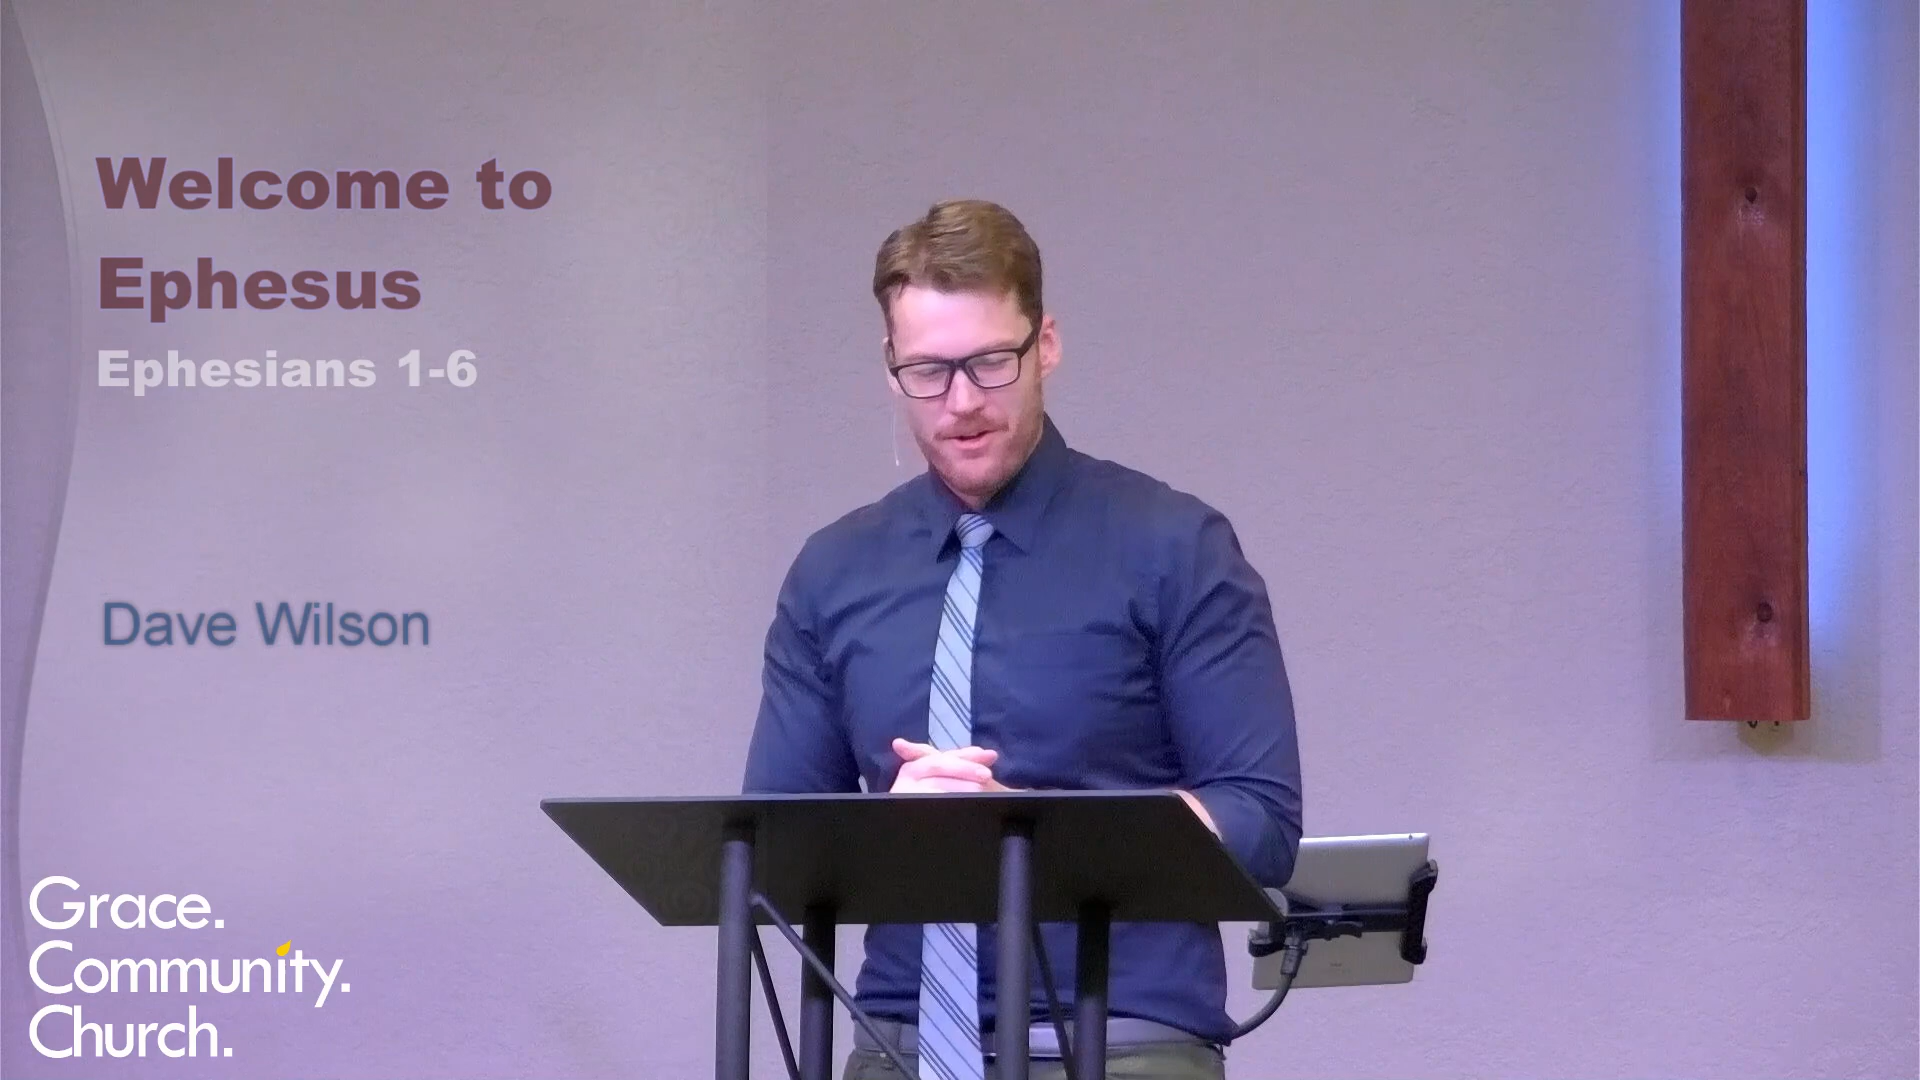 Welcome to
Ephesus
Ephesians 1-6
Dave Wilson
Grace.
Community.
Church.